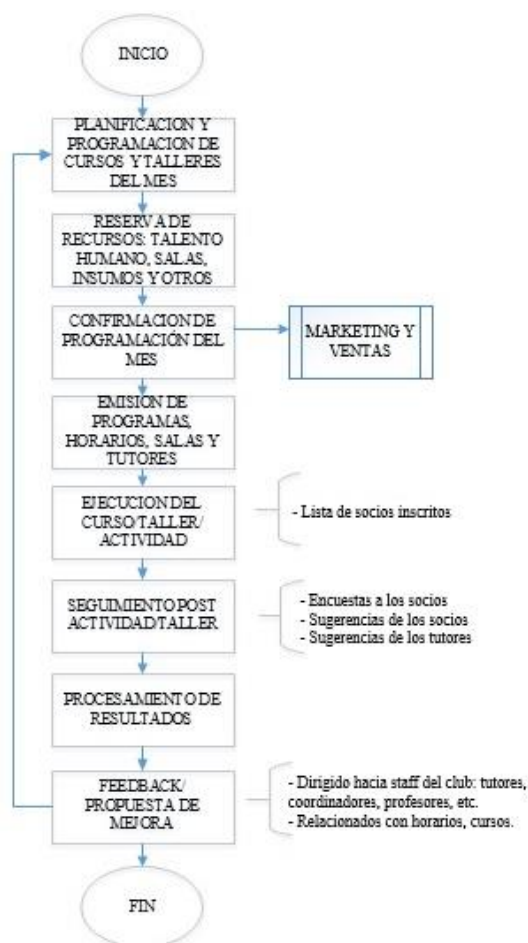 INICIO
PLANIFICACION Y
PROGRAMACION DE
CURSOS Y TALLERES
DEL MES
RESERVA DE
RECURSOS: TALENTO
HUMANO, SALAS,
INSUMOS Y OTROS
CONFIRMACION DE
PROGRAMACIÓN DEL
MES
MARKETING Y
VENTAS
EMISION DE
PROGRAMAS,
HORARIOS, SALAS Y
TUTORES
EJECUCION DEL
CURSO/TALLER/
ACTIVIDAD
- Lista de socios inscritos
SEGUIMIENTO POST
ACTIVIDAD/TALLER
- Encuestas a los socios
- Sugerencias de los socios
- Sugerencias de los tutores
PROCESAMIENTO DE
RESULTADOS
FEEDBACK/
PROPUESTA DE
MEJORA
- Dirigido hacia staff del club: tutores,
coordinadores, profesores, etc.
- Relacionados con horarios, cursos.
FIN